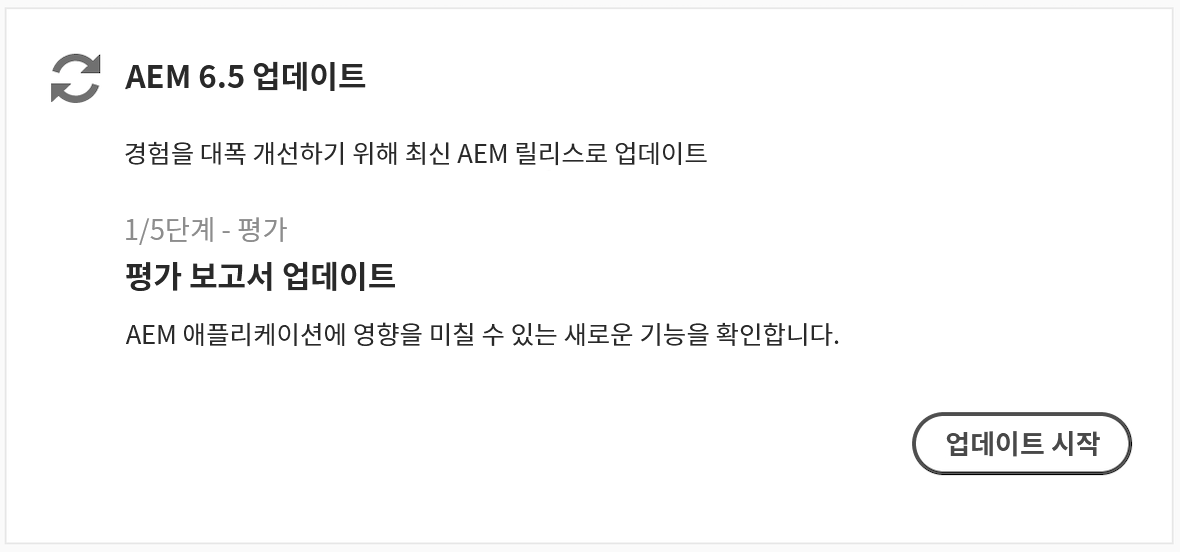 AEM 6.5 업데이트
경험을 대폭 개선하기 위해 최신 AEM 릴리스로 업데이트
1/5단계 - 평가
평가 보고서 업데이트
AEM 애플리케이션에 영향을 미칠 수 있는 새로운 기능을 확인합니다.
업데이트 시작